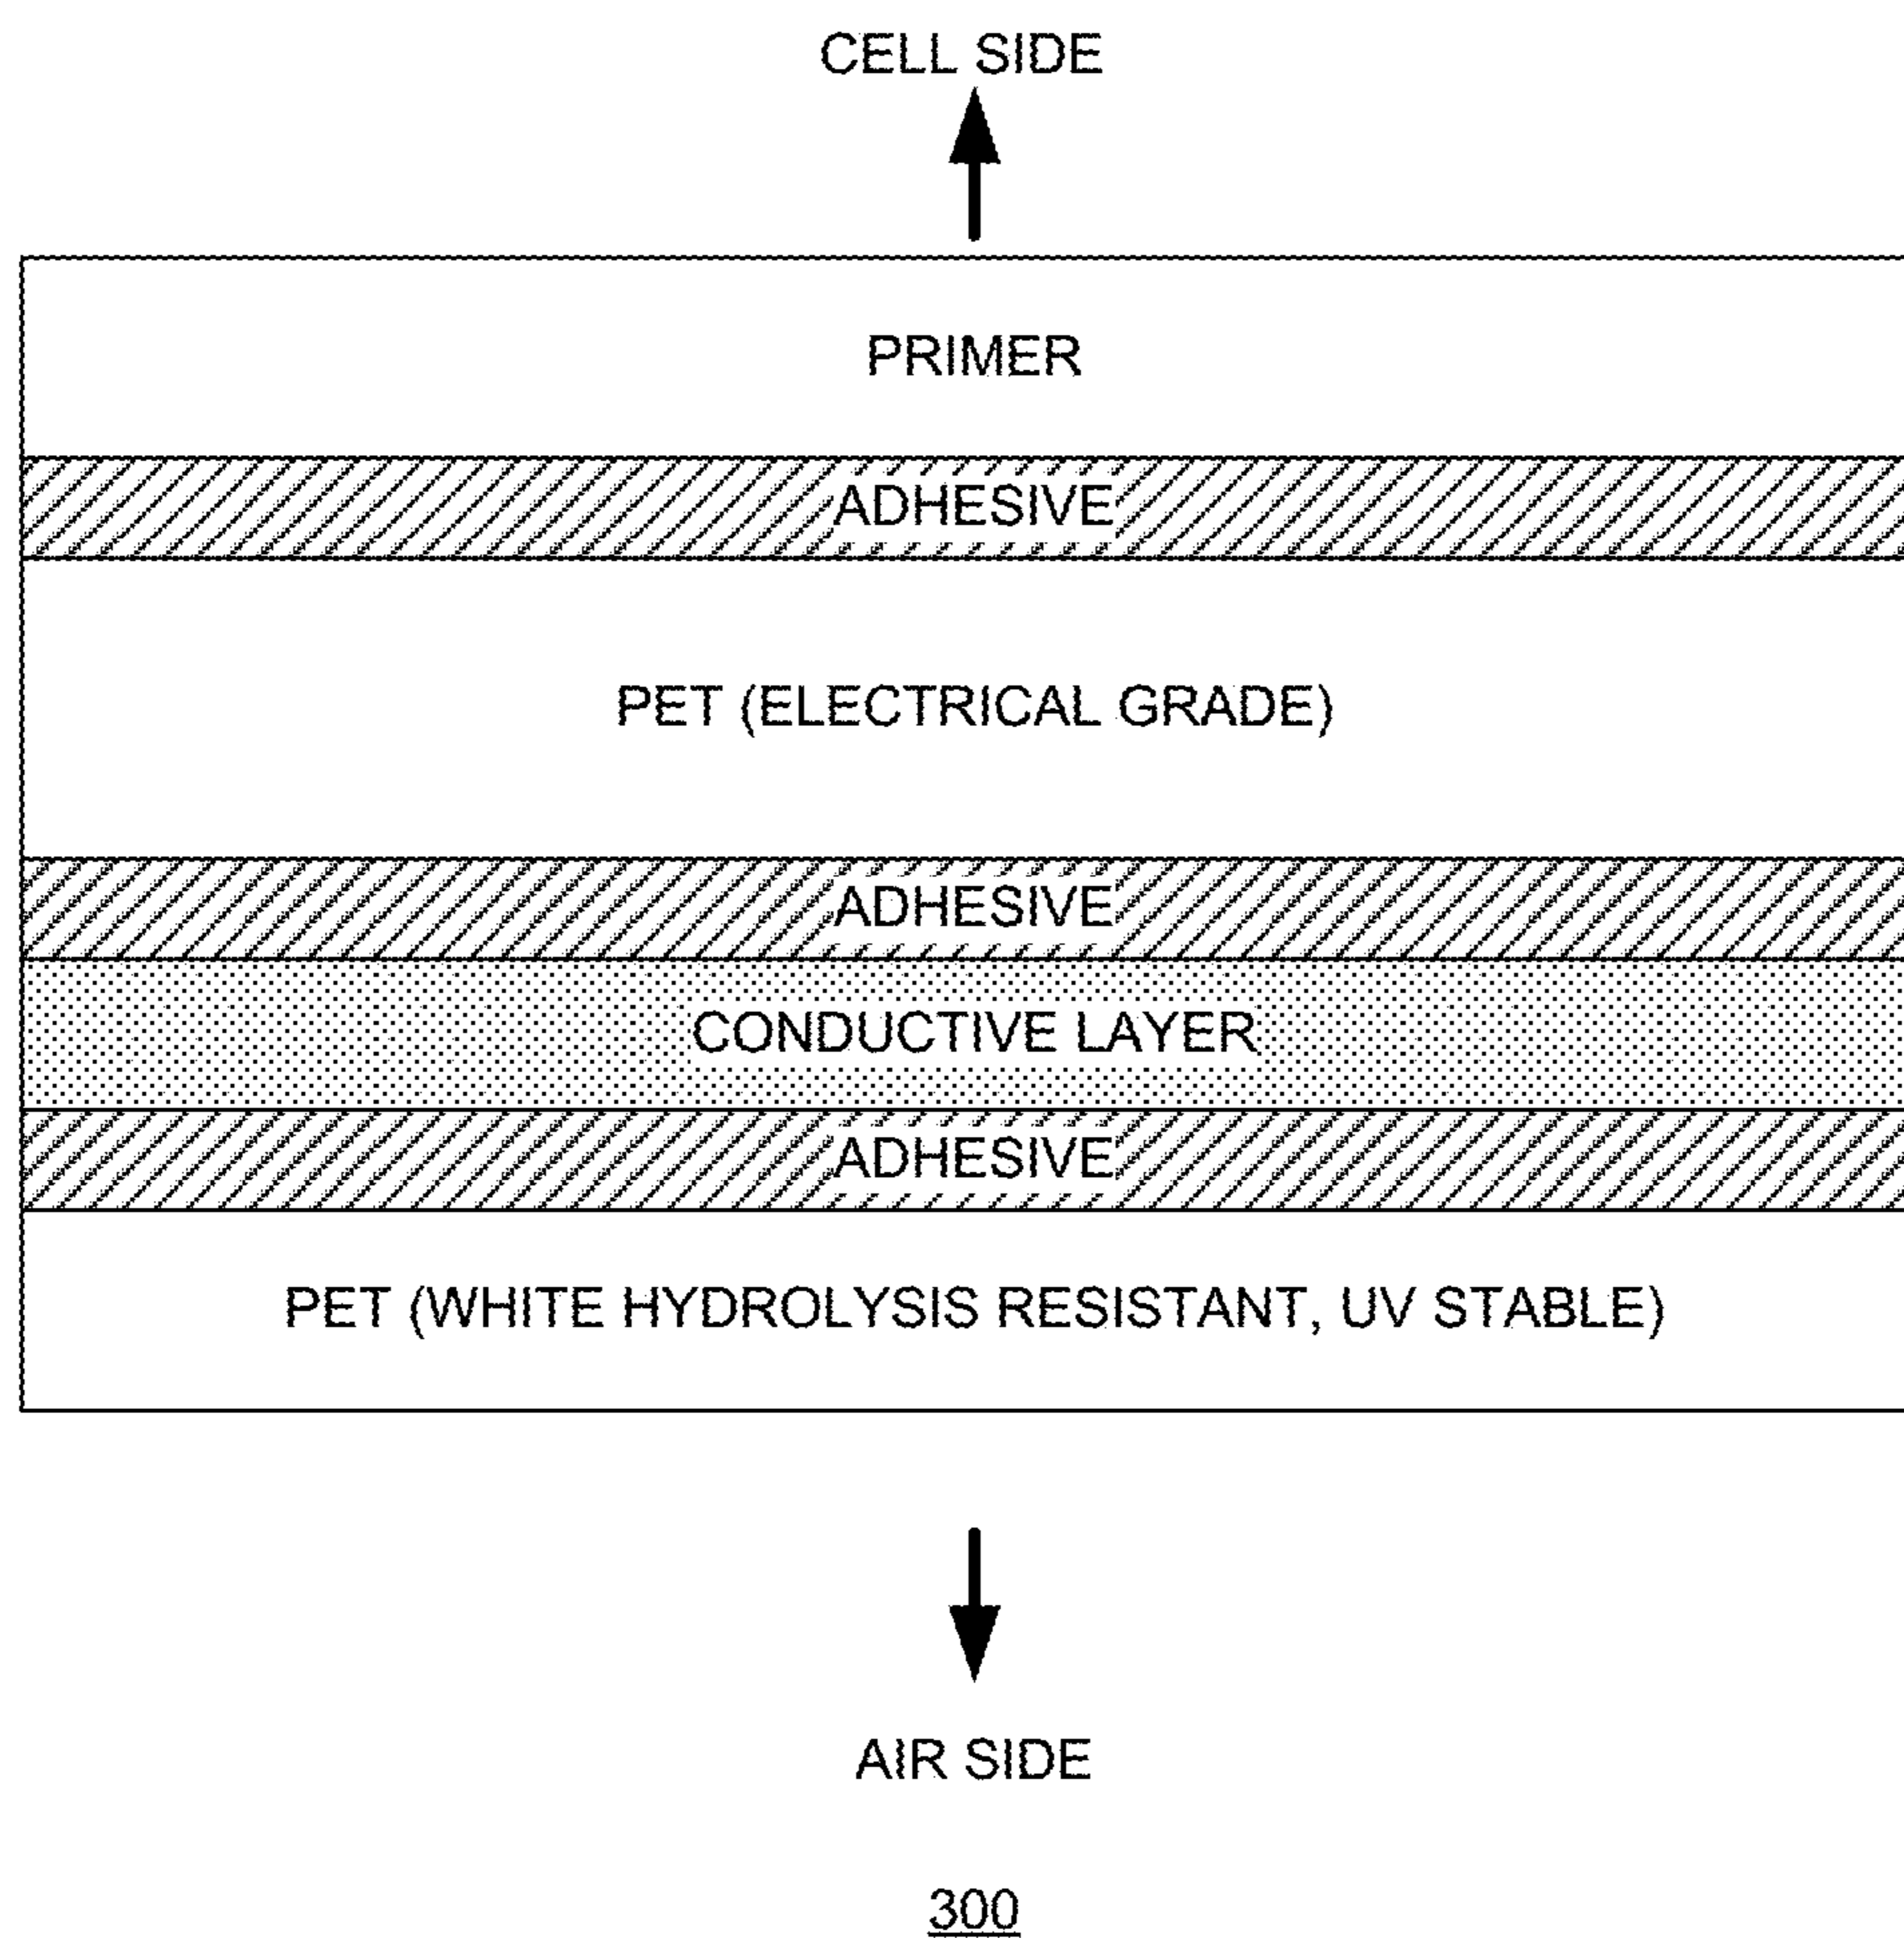 CELL SIDE
PRIMER
ADHESIVE
PET (ELECTRICAL GRADE)
ADHESIVE
CONDUCTIVE LAYER
ADHESIVE
PET (WHITE HYDROLYSIS RESISTANT, UV STABLE)
AIR SIDE
300